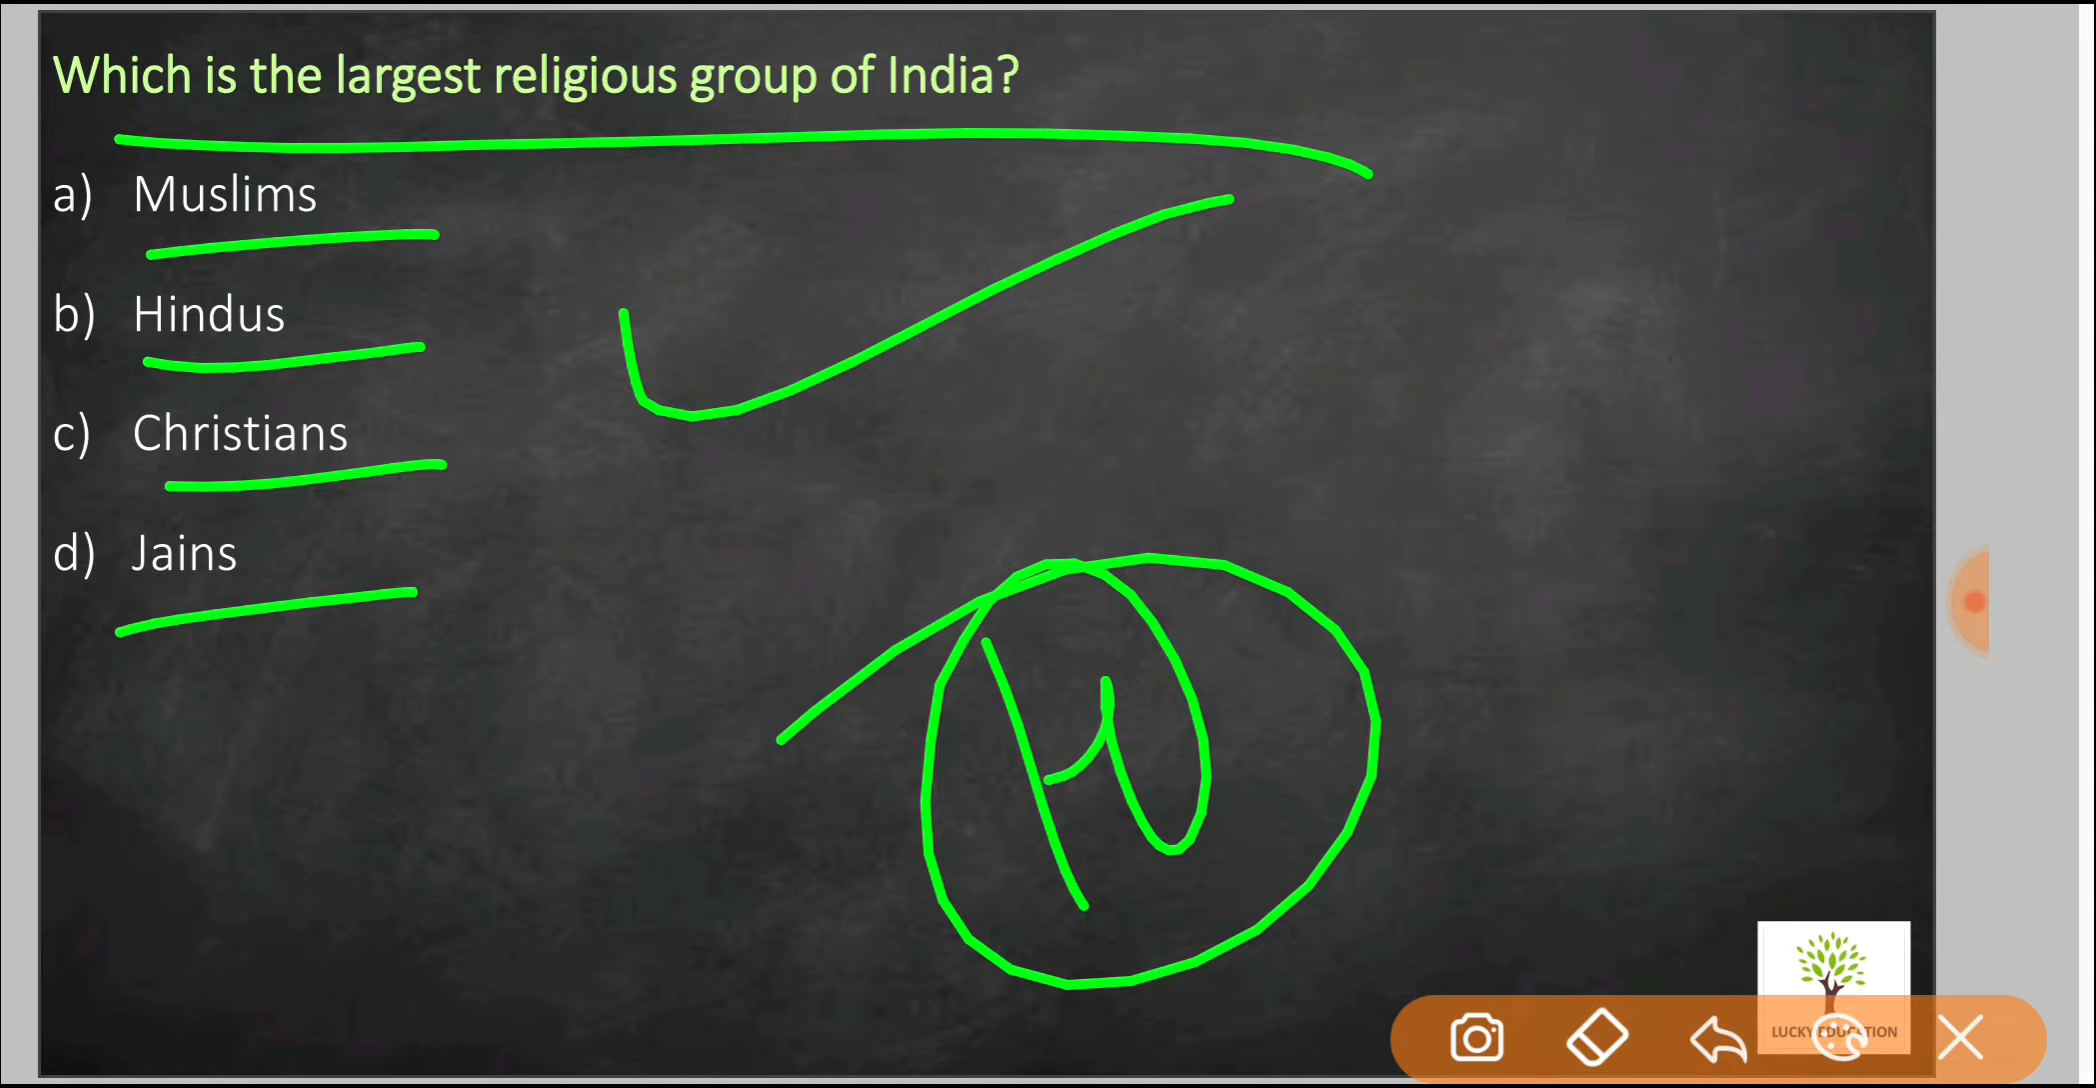 Which is the largest religious group of India?
a) Muslims
b) Hindus
c) Christians
d) Jains
H
LUCKY EDUCATION